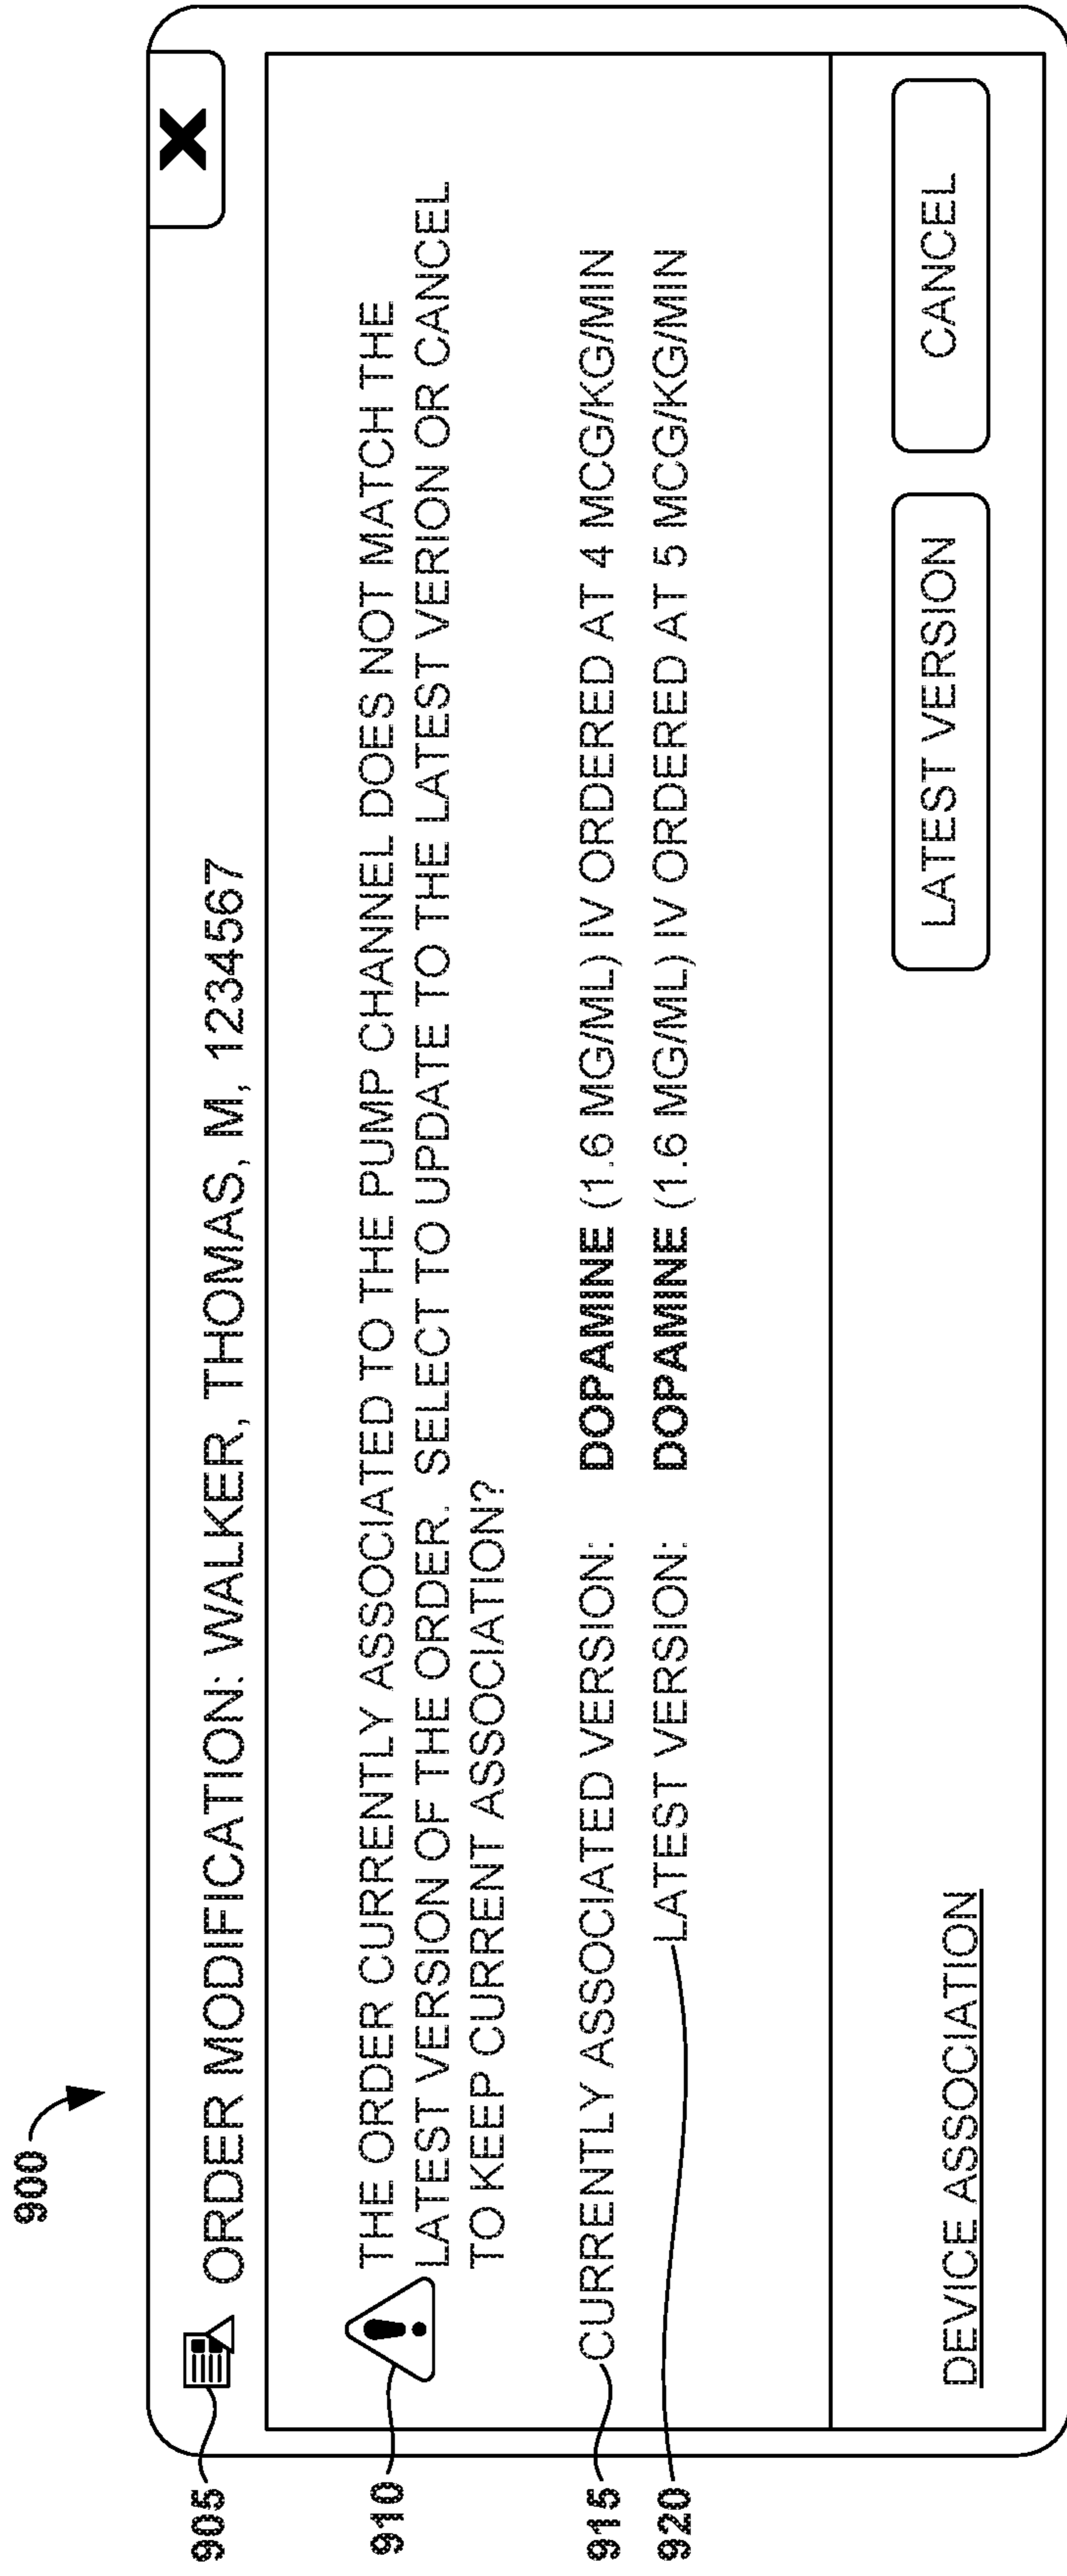 900
905
ORDER MODIFICATION: WALKER, THOMAS, M, 1234567
X
910
THE ORDER CURRENTLY ASSOCIATED TO THE PUMP CHANNEL DOES NOT MATCH THE
LATEST VERSION OF THE ORDER. SELECT TO UPDATE TO THE LATEST VERION OR CANCEL
TO KEEP CURRENT ASSOCIATION?
915
CURRENTLY ASSOCIATED VERSION: DOPAMINE (1.6 MG/ML) IV ORDERED AT 4 MCG/KG/MIN
920
LATEST VERSION: DOPAMINE (1.6 MG/ML) IV ORDERED AT 5 MCG/KG/MIN
DEVICE ASSOCIATION
LATEST VERSION
CANCEL